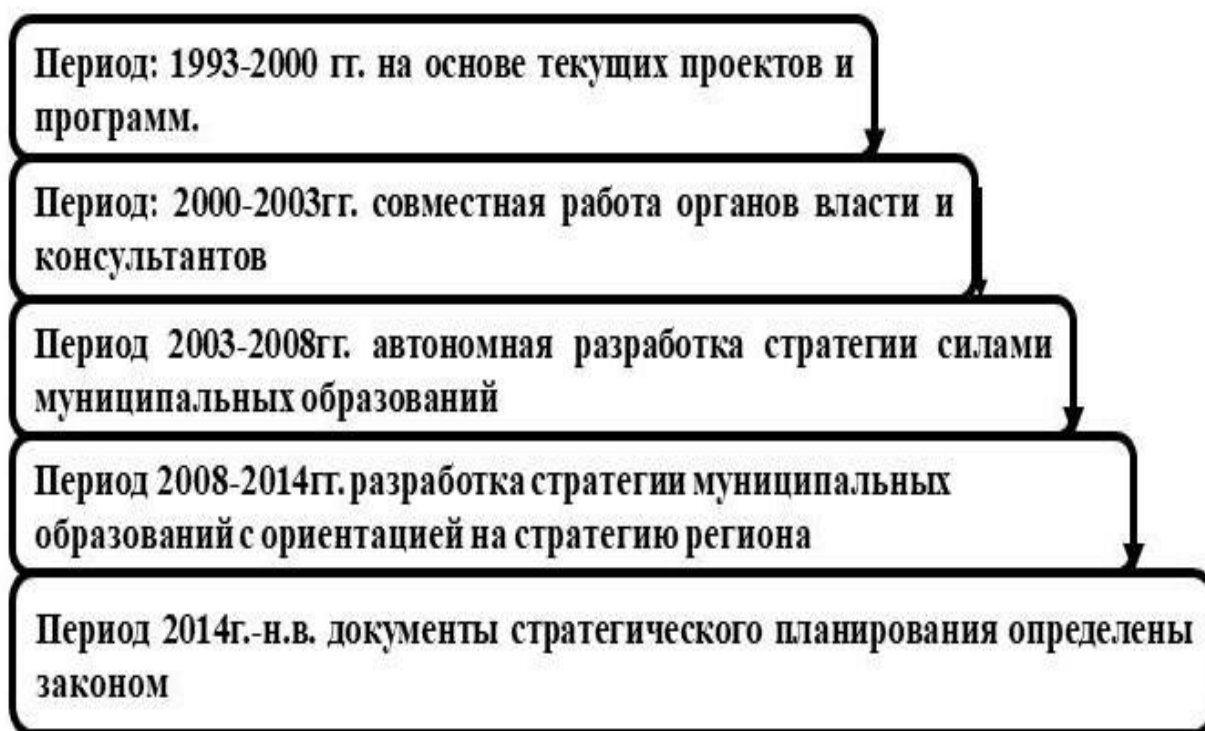 Период: 1993-2000 гг. на основе текущих проектов и
программ.
Период: 2000-2003гг. совместная работа органов власти и
консультантов
Период 2003-2008гг. автономная разработка стратегии силами
муниципальных образований
Период 2008-2014гг. разработка стратегии муниципальных
образований с ориентацией на стратегию региона
Период 2014г.-н.в. документы стратегического планирования определены
законом